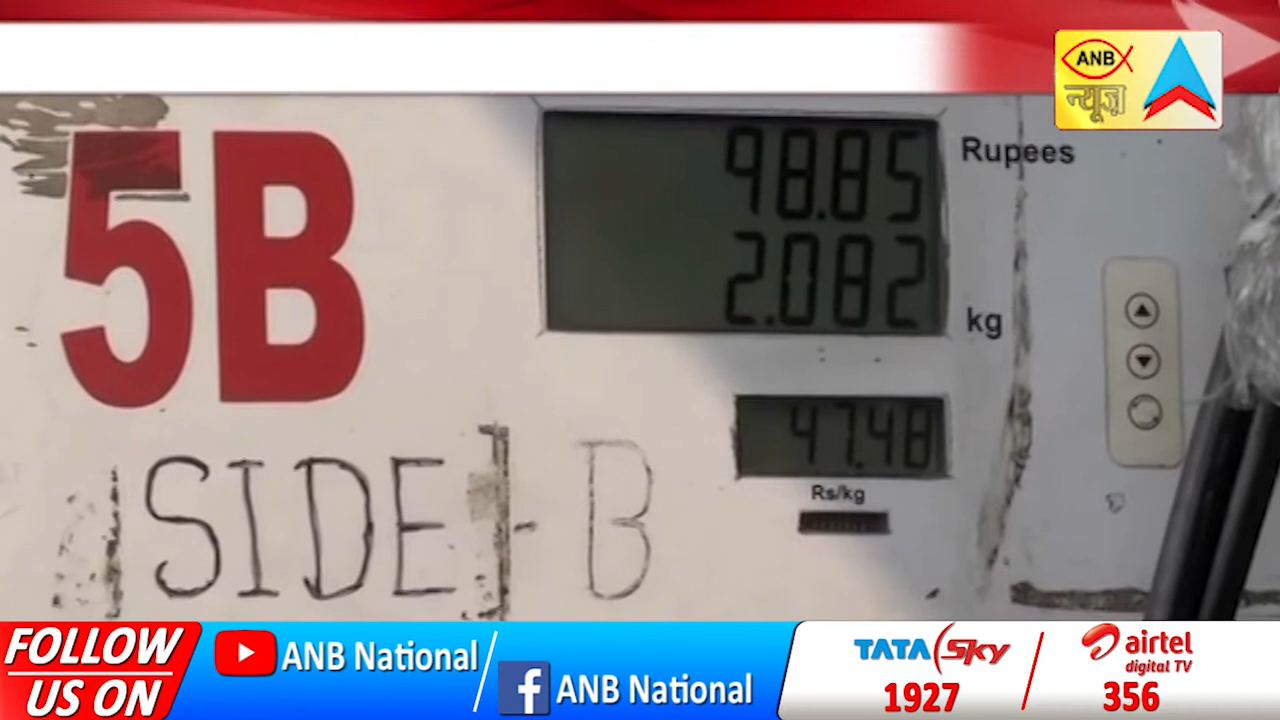 ANB
न्यूज़
5B
98.85
Rupees
2.082
kg
47.48
Rs/kg
SIDE - B
FOLLOW
US ON
ANB National
f ANB National
TATA Sky
1927
airtel
digital TV
356